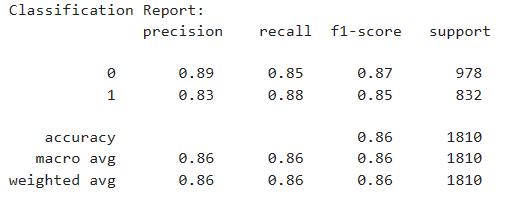 Classification Report:
precision recall f1-score support
0 0.89 0.85 0.87 978
1 0.83 0.88 0.85 832
accuracy 0.86 1810
macro avg 0.86 0.86 0.86 1810
weighted avg 0.86 0.86 0.86 1810